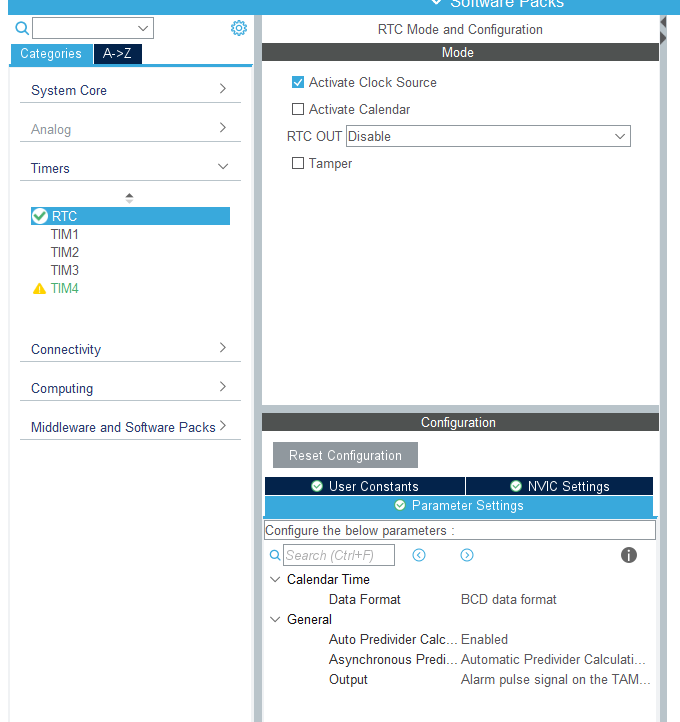 Software Packs
Categories
A->Z
System Core
Analog
Timers
RTC
TIM1
TIM2
TIM3
TIM4
Connectivity
Computing
Middleware and Software Packs
RTC Mode and Configuration
Mode
Activate Clock Source
Activate Calendar
RTC OUT Disable
Tamper
Configuration
Reset Configuration
User Constants
NVIC Settings
Parameter Settings
Configure the below parameters :
Search (Ctrl+F)
Calendar Time
Data Format BCD data format
General
Auto Predivider Calc... Enabled
Asynchronous Predi... Automatic Predivider Calculati...
Output Alarm pulse signal on the TAM...